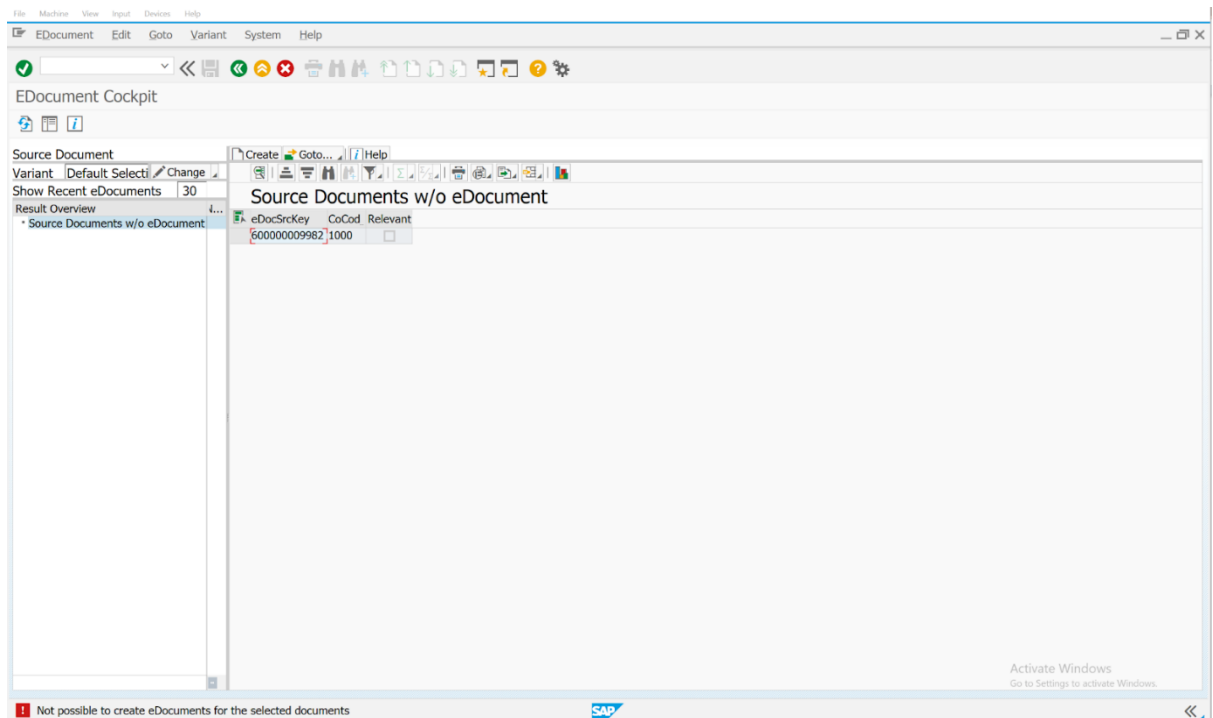 File Machine View Input Devices Help
EDocument Edit Goto Variant System Help
EDocument Cockpit
Source Document
Variant Default Selecti Change
Show Recent eDocuments 30
Result Overview
Source Documents w/o eDocument
Create Goto... Help
Source Documents w/o eDocument
eDocSrcKey CoCod Relevant
600000009982 1000
Activate Windows
Go to Settings to activate Windows.
Not possible to create eDocuments for the selected documents
SAP